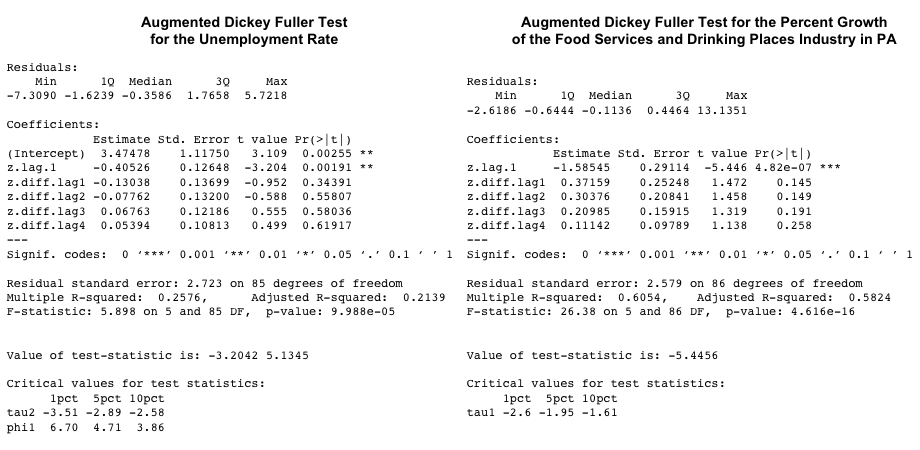 Augmented Dickey Fuller Test
for the Unemployment Rate
Residuals:
Min 1Q Median 3Q Max
-7.3090 -1.6239 -0.3586 1.7658 5.7218
Coefficients:
Estimate Std. Error t value Pr(>|t|)
(Intercept) 3.47478 1.11750 3.109 0.00255 **
z.lag.1 -0.40526 0.12648 -3.204 0.00191 **
z.diff.lag1 -0.13038 0.13699 -0.952 0.34391
z.diff.lag2 -0.07762 0.13200 -0.588 0.55807
z.diff.lag3 0.06763 0.12186 0.555 0.58036
z.diff.lag4 0.05394 0.10813 0.499 0.61917
---
Signif. codes: 0 ‘***’ 0.001 ‘**’ 0.01 ‘*’ 0.05 ‘.’ 0.1 ‘ ’ 1
Residual standard error: 2.723 on 85 degrees of freedom
Multiple R-squared: 0.2576, Adjusted R-squared: 0.2139
F-statistic: 5.898 on 5 and 85 DF, p-value: 9.988e-05
Value of test-statistic is: -3.2042 5.1345
Critical values for test statistics:
1pct 5pct 10pct
tau2 -3.51 -2.89 -2.58
phi1 6.70 4.71 3.86
Augmented Dickey Fuller Test for the Percent Growth
of the Food Services and Drinking Places Industry in PA
Residuals:
Min 1Q Median 3Q Max
-2.6186 -0.6444 -0.1136 0.4464 13.1351
Coefficients:
Estimate Std. Error t value Pr(>|t|)
z.lag.1 -1.58545 0.29114 -5.446 4.82e-07 ***
z.diff.lag1 0.37159 0.25248 1.472 0.145
z.diff.lag2 0.30376 0.20841 1.458 0.149
z.diff.lag3 0.20985 0.15915 1.319 0.191
z.diff.lag4 0.11142 0.09789 1.138 0.258
---
Signif. codes: 0 ‘***’ 0.001 ‘**’ 0.01 ‘*’ 0.05 ‘.’ 0.1 ‘ ’ 1
Residual standard error: 2.579 on 86 degrees of freedom
Multiple R-squared: 0.6054, Adjusted R-squared: 0.5824
F-statistic: 26.38 on 5 and 86 DF, p-value: 4.616e-16
Value of test-statistic is: -5.4456
Critical values for test statistics:
1pct 5pct 10pct
tau1 -2.6 -1.95 -1.61